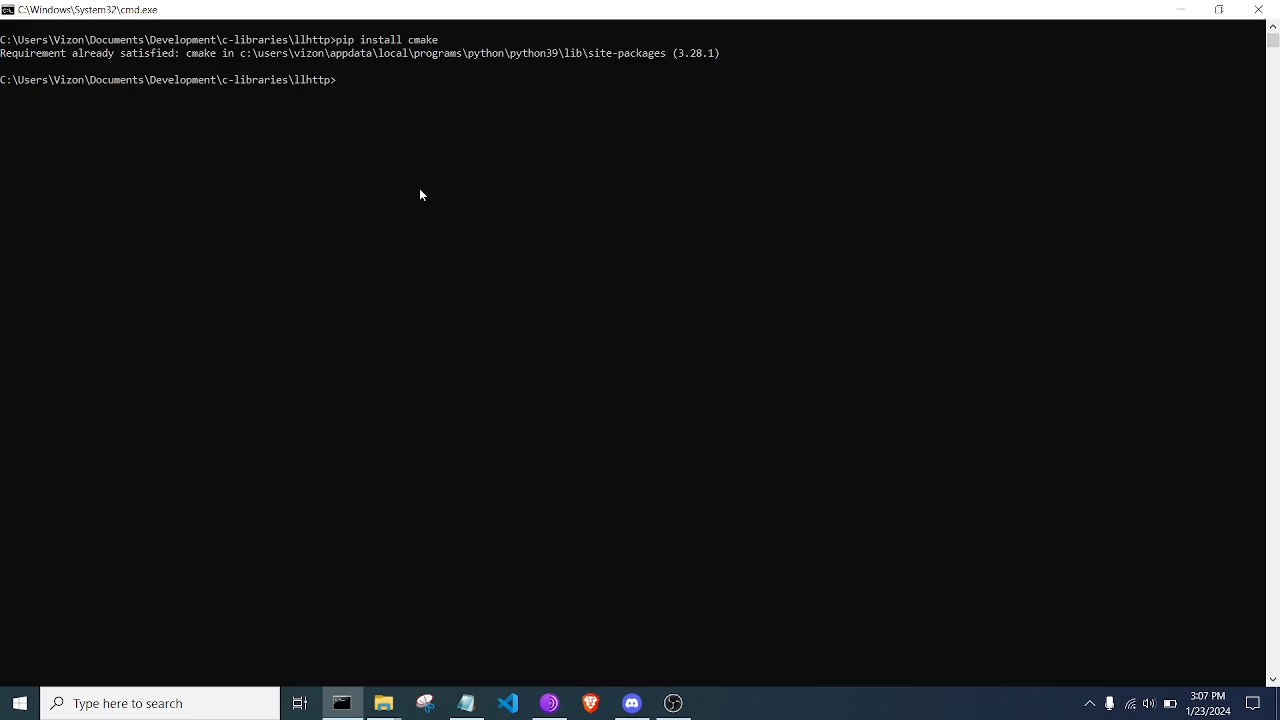 C:\Windows\System32\cmd.exe
C:\Users\Vizon\Documents\Development\c-libraries\llhttp>pip install cmake
Requirement already satisfied: cmake in c:\users\vizon\appdata\local\programs\python\python39\lib\site-packages (3.28.1)
C:\Users\Vizon\Documents\Development\c-libraries\llhttp>
Type here to search
3:07 PM
1/23/2024